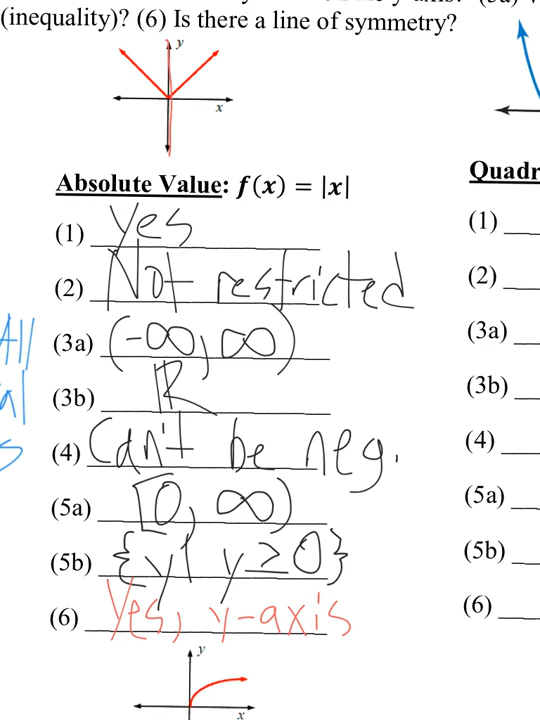 (inequality)? (6) Is there a line of symmetry?
y
x
Absolute Value: f(x) = |x|
Quadr
(1) Yes
(1)
(2) Not restricted
(2)
All
(3a) (-∞, ∞)
(3a)
al
(3b) ℝ
(3b)
s
(4) Can't be neg.
(4)
(5a) [0, ∞)
(5a)
(5b) {y| y ≥ 0}
(5b)
(6) Yes, y-axis
(6)
y
x